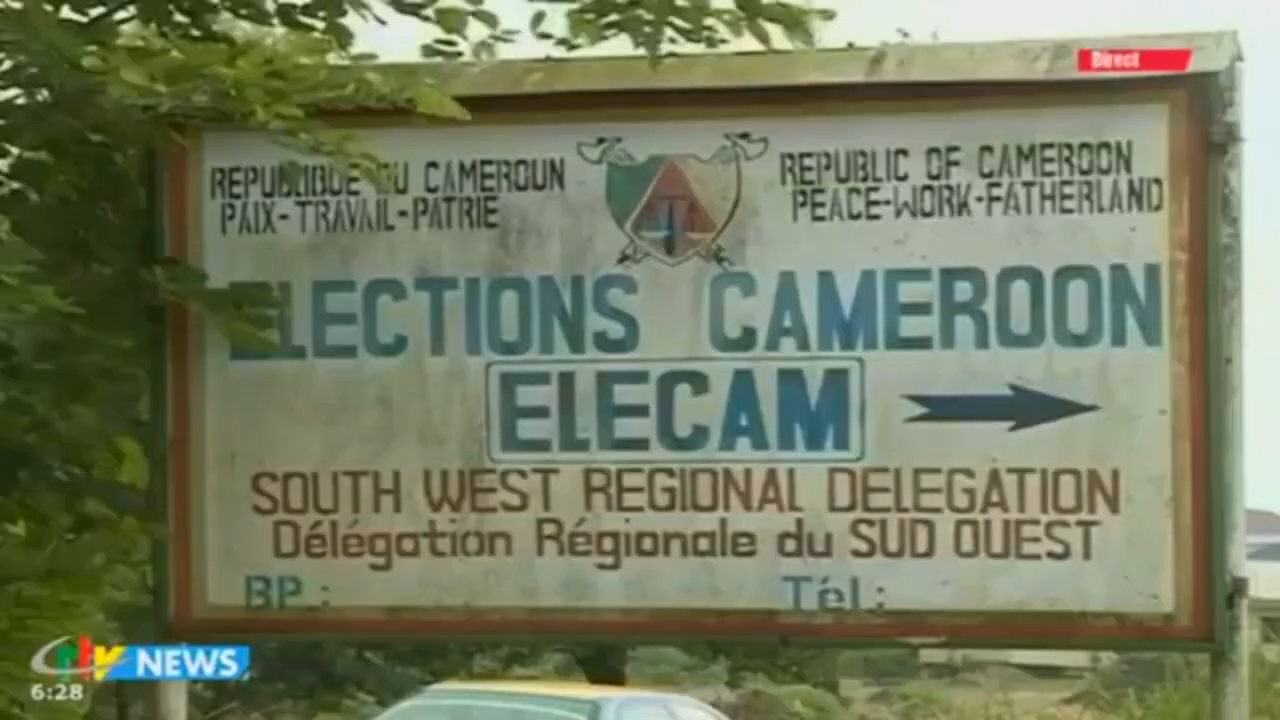 Direct
REPUBLIQUE DU CAMEROUN
PAIX-TRAVAIL-PATRIE
REPUBLIC OF CAMEROON
PEACE-WORK-FATHERLAND
ELECTIONS CAMEROON
ELECAM
SOUTH WEST REGIONAL DELEGATION
Délégation Régionale du SUD OUEST
BP.: Tél.:
NTV NEWS
6:28